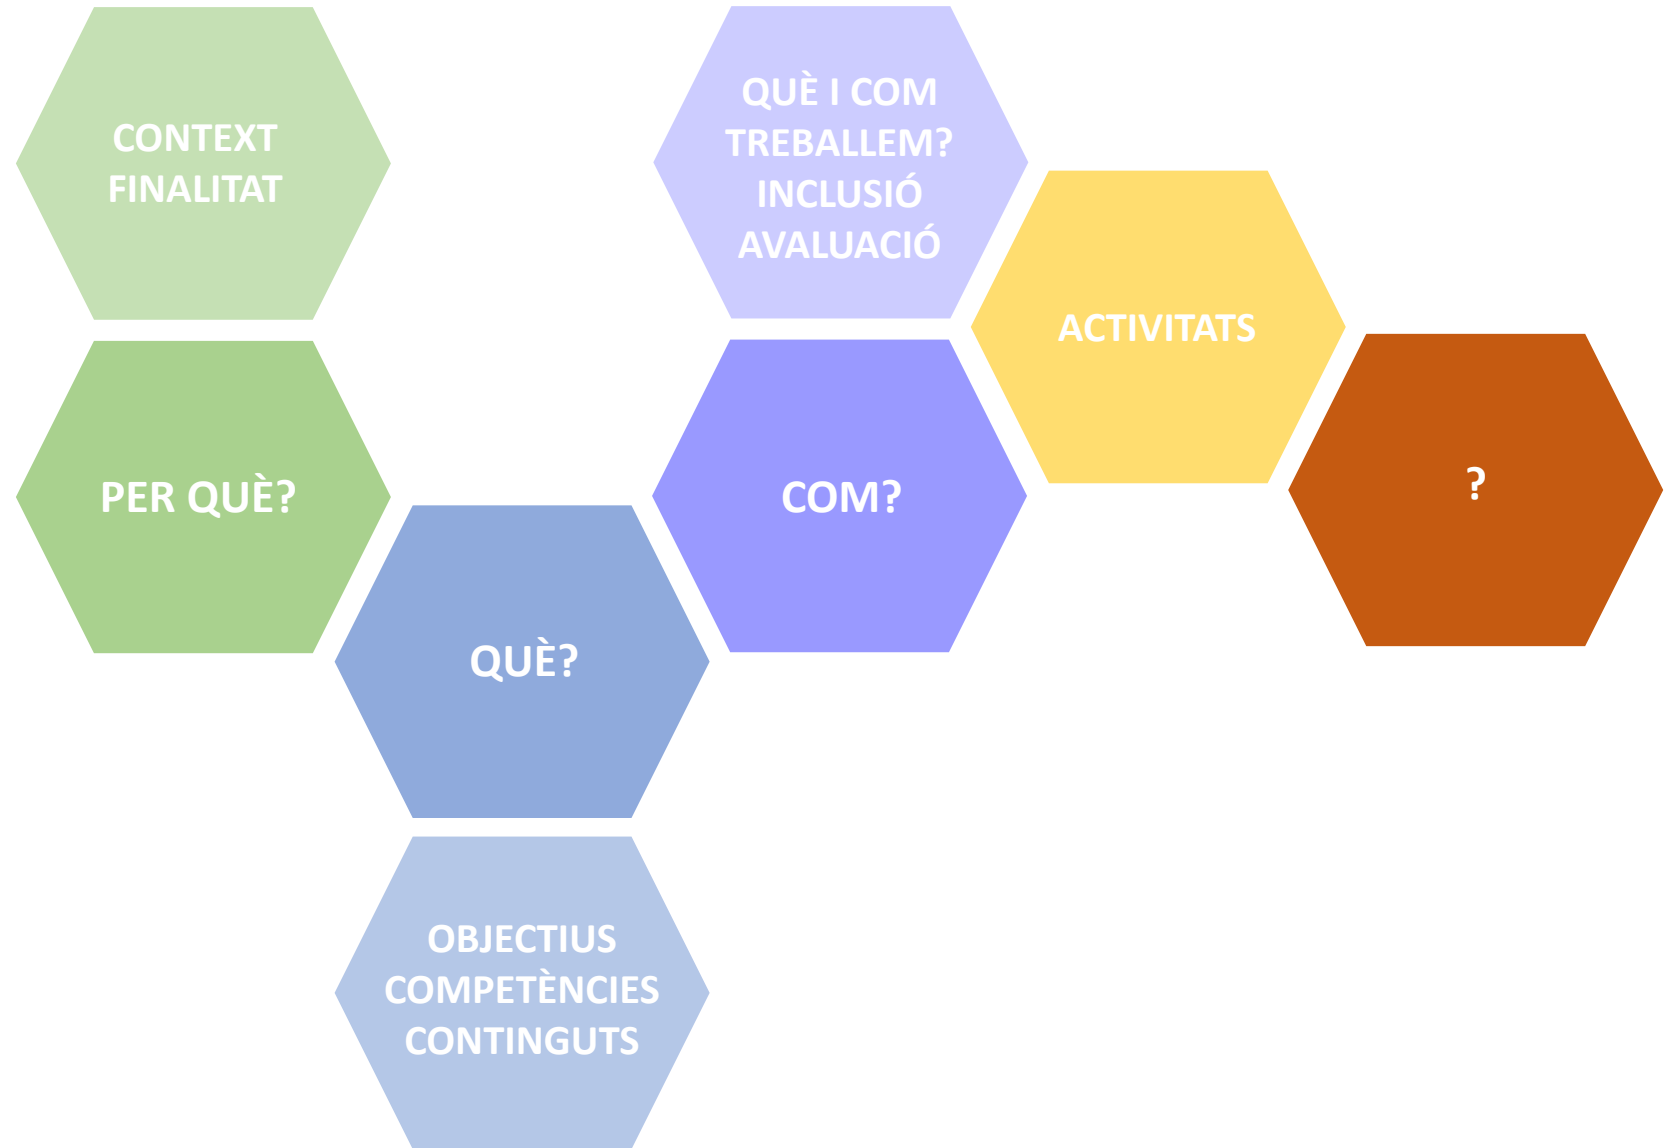 CONTEXT
FINALITAT
PER QUÈ?
QUÈ?
OBJECTIUS
COMPETÈNCIES
CONTINGUTS
QUÈ I COM
TREBALLEM?
INCLUSIÓ
AVALUACIÓ
COM?
ACTIVITATS
?